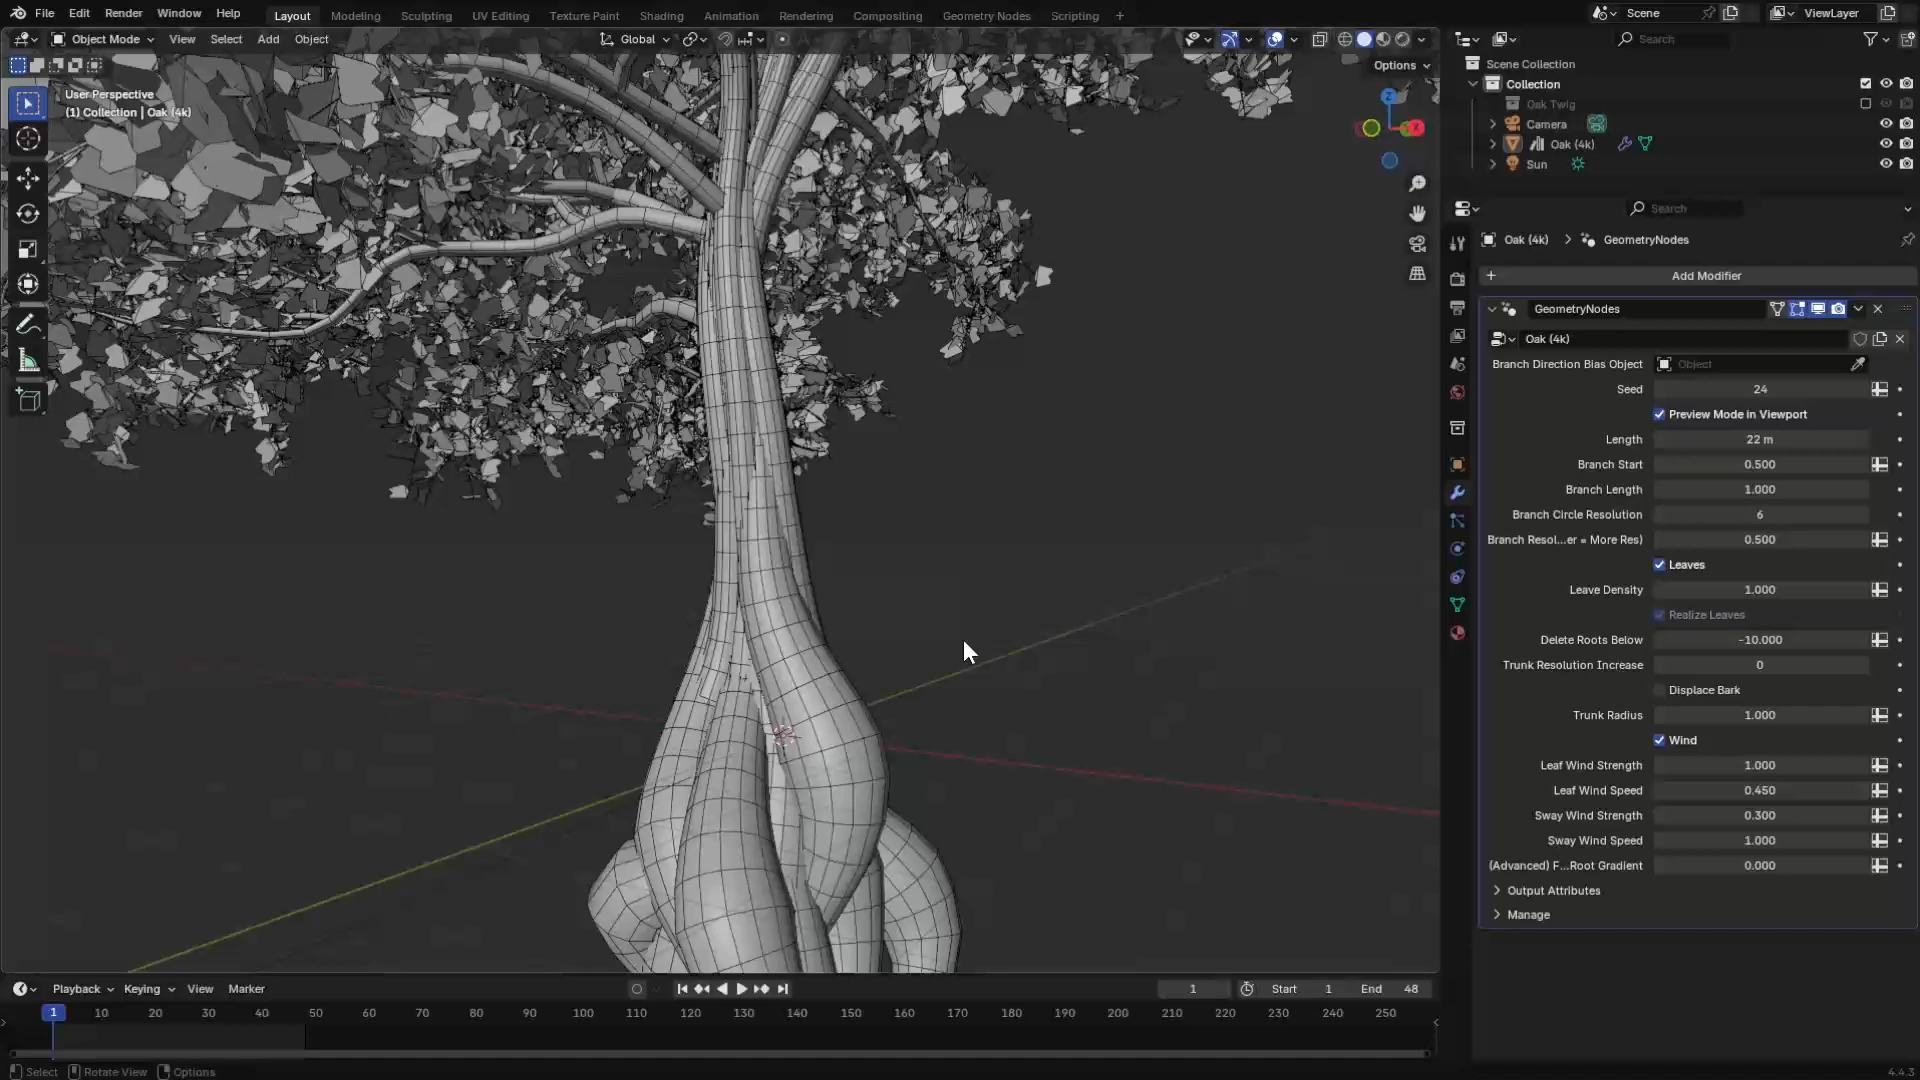 File Edit Render Window Help Layout Modeling Sculpting UV Editing Texture Paint Shading Animation Rendering Compositing Geometry Nodes Scripting + Scene ViewLayer
Object Mode View Select Add Object Global Search
Options
User Perspective
(1) Collection | Oak (4k)
Z
X
Scene Collection
Collection
Oak Twig
Camera
Oak (4k)
Sun
Search
Oak (4k) > GeometryNodes
+ Add Modifier
GeometryNodes
Oak (4k)
Branch Direction Bias Object Object
Seed 24
Preview Mode in Viewport
Length 22 m
Branch Start 0.500
Branch Length 1.000
Branch Circle Resolution 6
Branch Resol...er = More Res) 0.500
Leaves
Leave Density 1.000
Realize Leaves
Delete Roots Below -10.000
Trunk Resolution Increase 0
Displace Bark
Trunk Radius 1.000
Wind
Leaf Wind Strength 1.000
Leaf Wind Speed 0.450
Sway Wind Strength 0.300
Sway Wind Speed 1.000
(Advanced) F...Root Gradient 0.000
Output Attributes
Manage
Playback Keying View Marker 1 Start 1 End 48
1 10 20 30 40 50 60 70 80 90 100 110 120 130 140 150 160 170 180 190 200 210 220 230 240 250
Select Rotate View Options 4.4.3